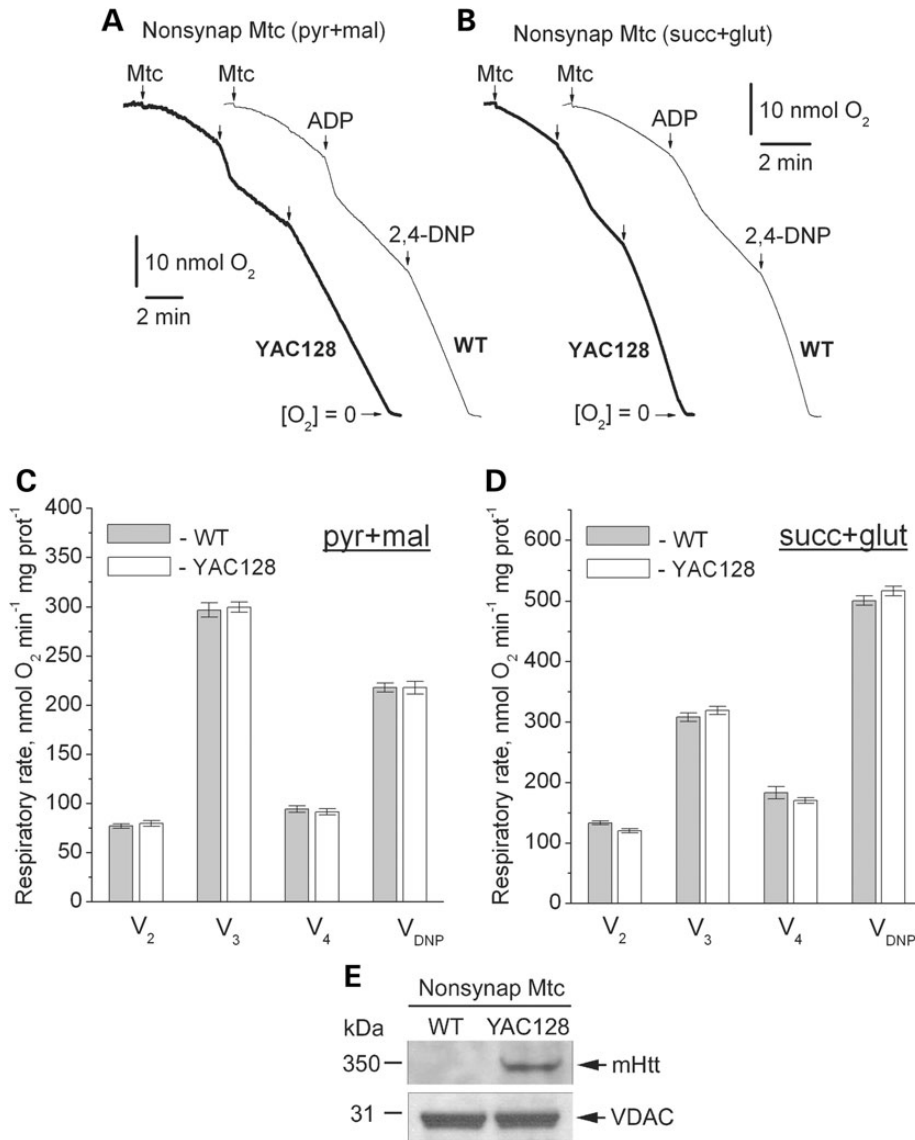 A
Nonsynap Mtc (pyr+mal)
Mtc
Mtc
ADP
2,4-DNP
10 nmol O₂
2 min
YAC128
WT
[O₂] = 0
B
Nonsynap Mtc (succ+glut)
Mtc
Mtc
ADP
10 nmol O₂
2 min
2,4-DNP
YAC128
WT
[O₂] = 0
C
Respiratory rate, nmol O₂ min⁻¹ mg prot⁻¹
400
350
300
250
200
150
100
75
50
25
0
- WT
- YAC128
pyr+mal
V₂
V₃
V₄
V_DNP
D
Respiratory rate, nmol O₂ min⁻¹ mg prot⁻¹
600
500
400
300
200
100
0
- WT
- YAC128
succ+glut
V₂
V₃
V₄
V_DNP
E
Nonsynap Mtc
kDa WT YAC128
350 mHtt
31 VDAC